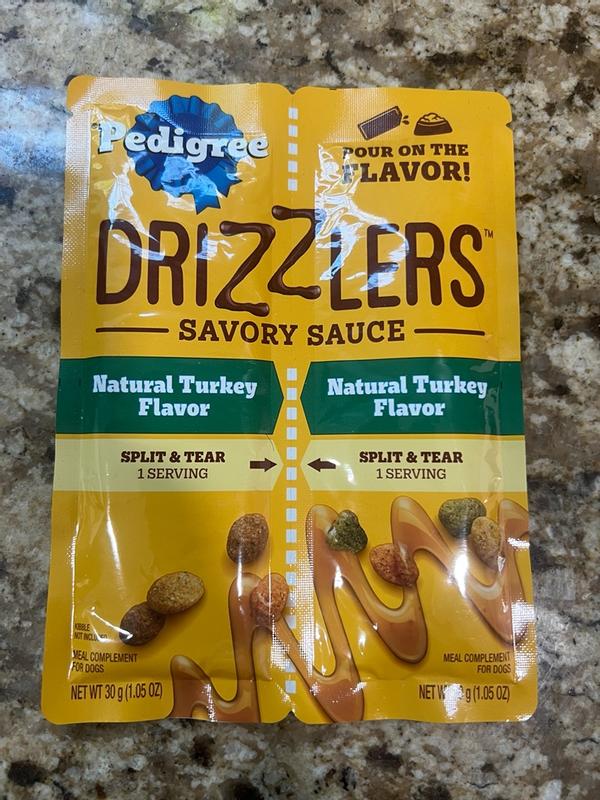 Pedigree
POUR ON THE
FLAVOR!
DRIZZLERS™
SAVORY SAUCE
Natural Turkey
Flavor
Natural Turkey
Flavor
SPLIT & TEAR
1 SERVING
SPLIT & TEAR
1 SERVING
KIBBLE
NOT INCLUDED
MEAL COMPLEMENT
FOR DOGS
NET WT 30 g (1.05 OZ)
MEAL COMPLEMENT
FOR DOGS
NET WT g (1.05 OZ)